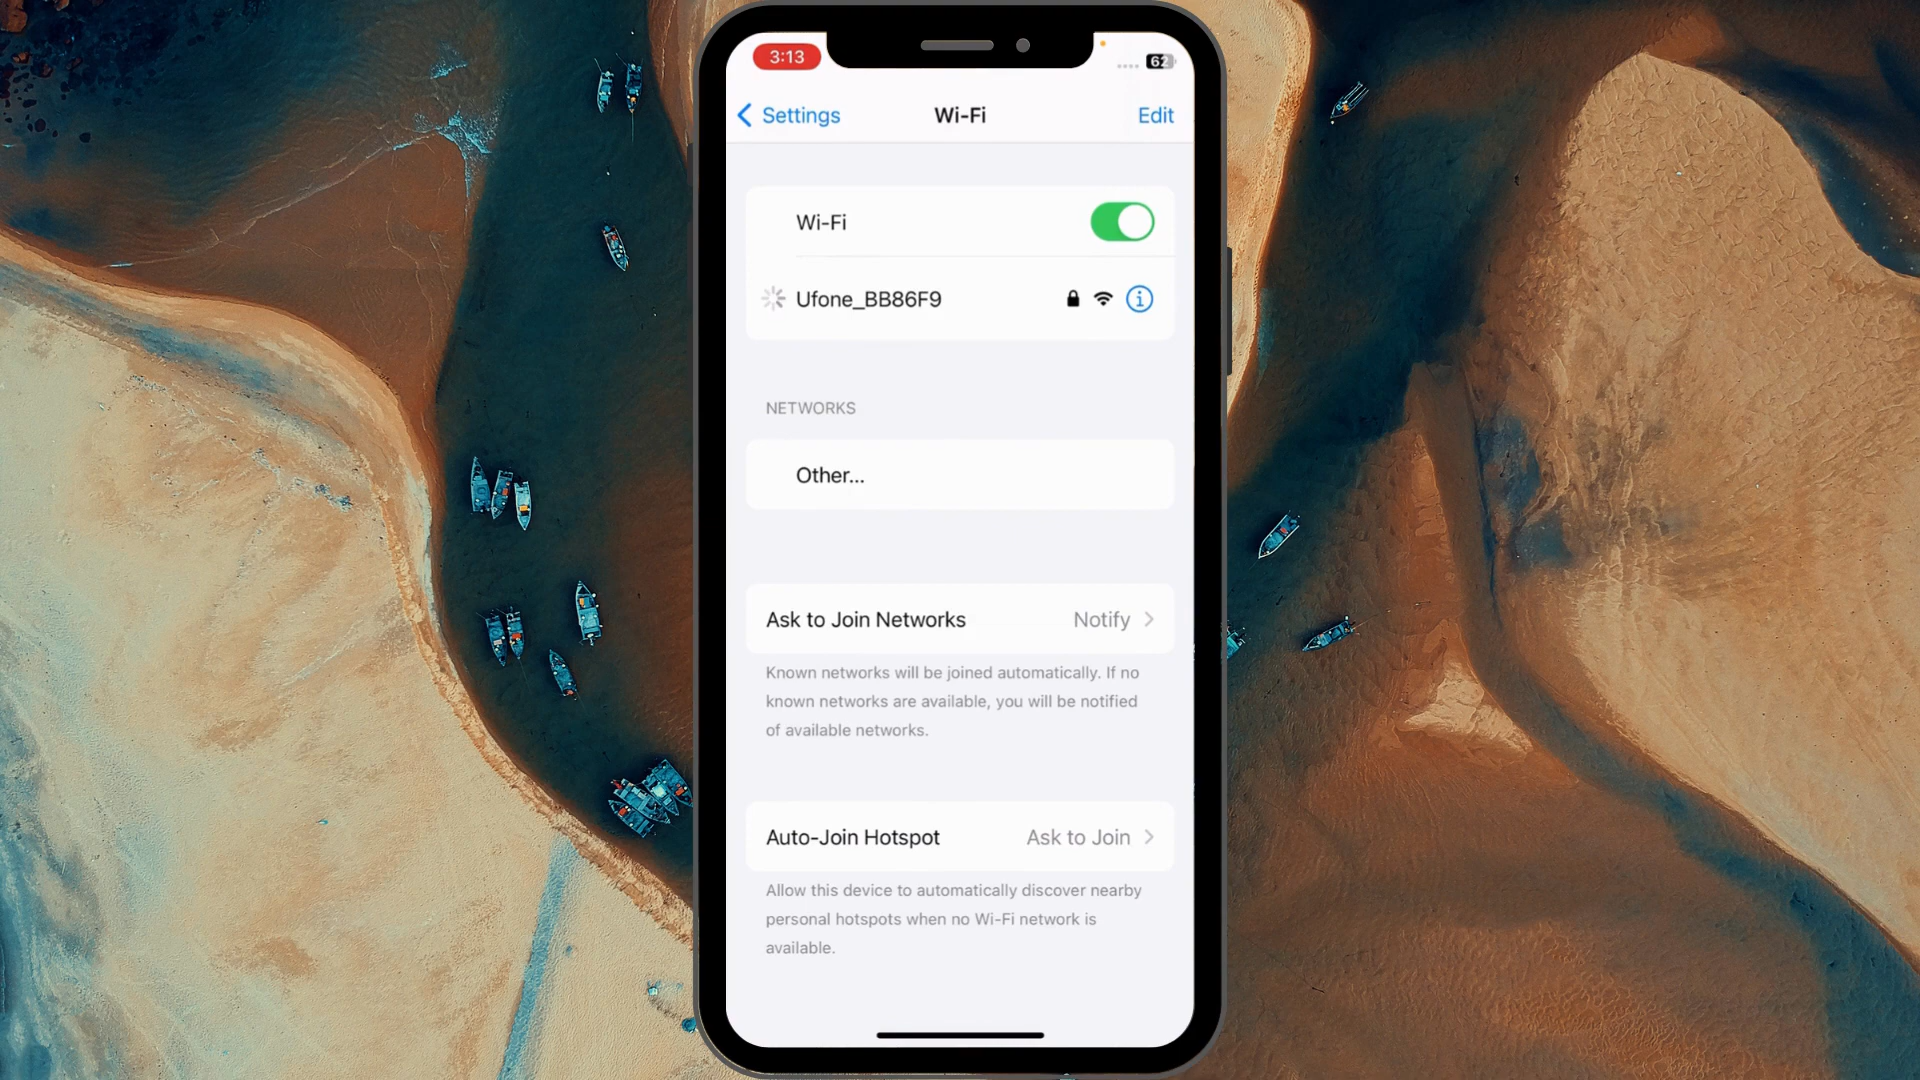 3:13
62
Settings
Wi-Fi
Edit
Wi-Fi
Ufone_BB86F9
NETWORKS
Other...
Ask to Join Networks
Notify
Known networks will be joined automatically. If no
known networks are available, you will be notified
of available networks.
Auto-Join Hotspot
Ask to Join
Allow this device to automatically discover nearby
personal hotspots when no Wi-Fi network is
available.